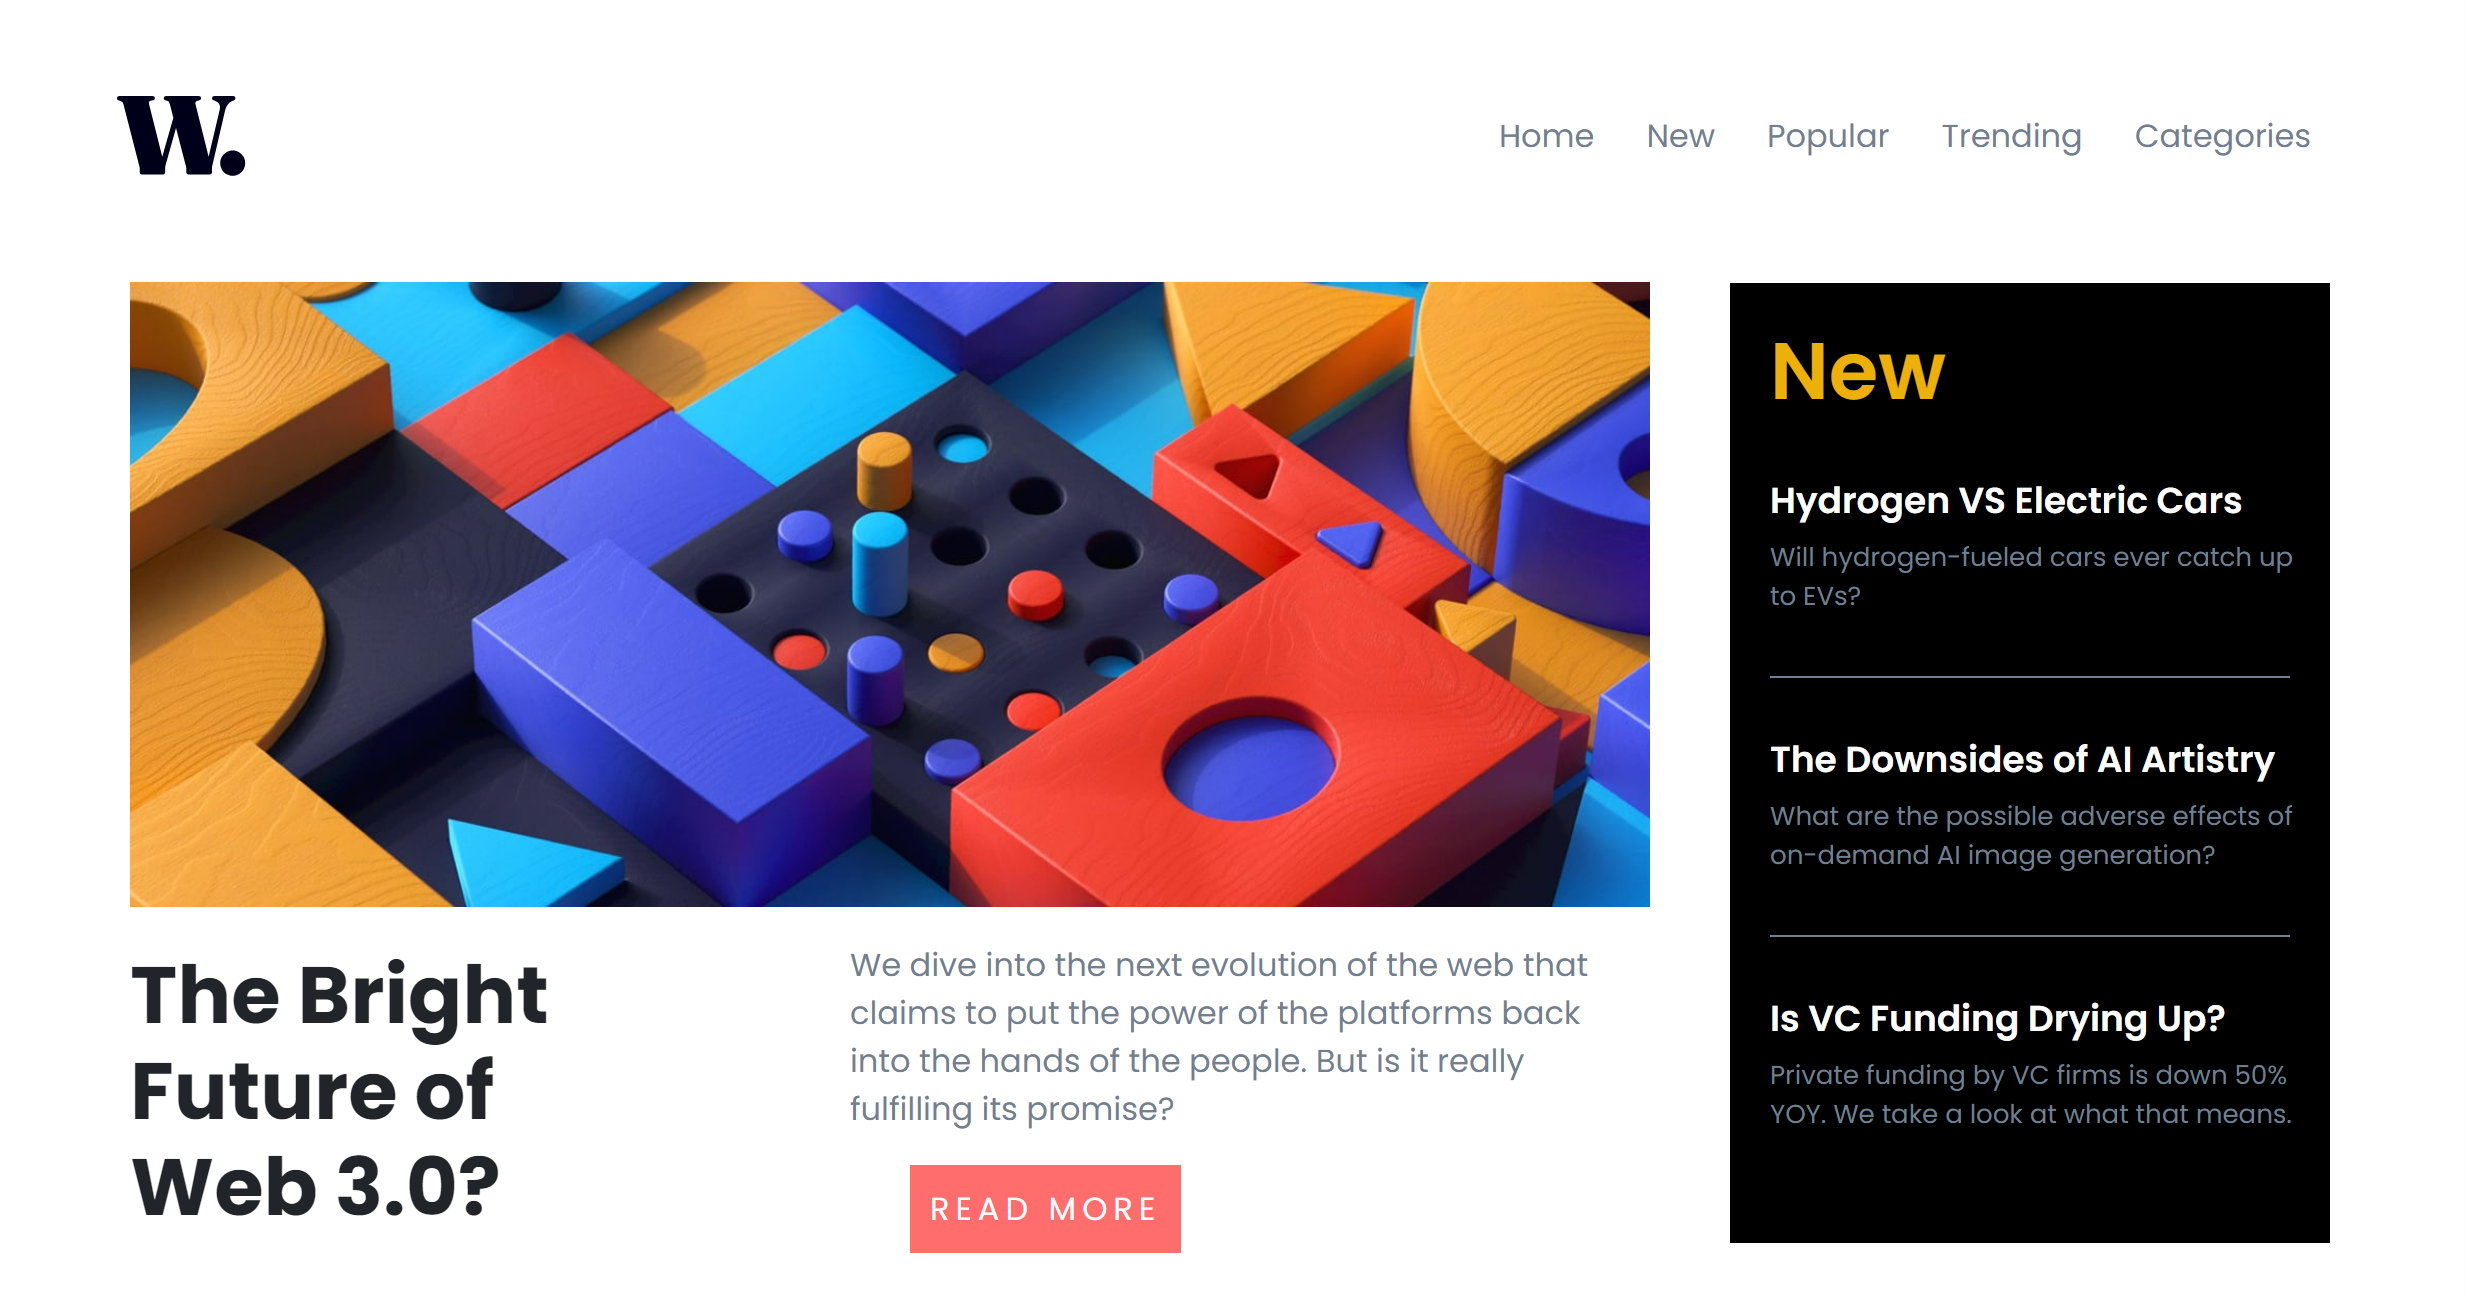 W.
Home New Popular Trending Categories
The Bright
Future of
Web 3.0?
We dive into the next evolution of the web that
claims to put the power of the platforms back
into the hands of the people. But is it really
fulfilling its promise?
READ MORE
New
Hydrogen VS Electric Cars
Will hydrogen-fueled cars ever catch up
to EVs?
The Downsides of AI Artistry
What are the possible adverse effects of
on-demand AI image generation?
Is VC Funding Drying Up?
Private funding by VC firms is down 50%
YOY. We take a look at what that means.